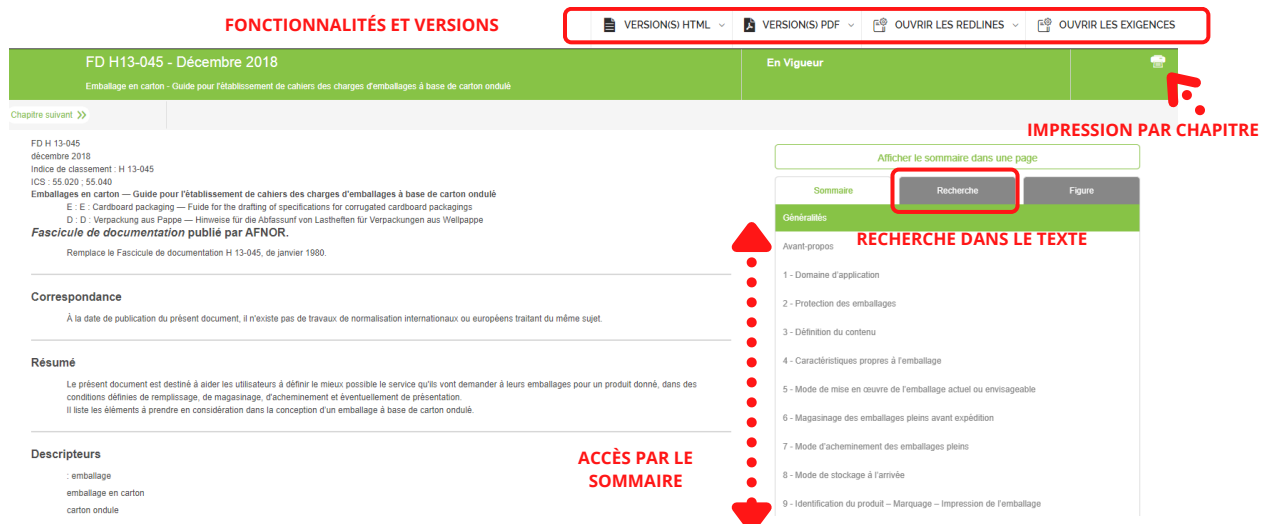 FONCTIONNALITÉS ET VERSIONS
VERSION(S) HTML
VERSION(S) PDF
OUVRIR LES REDLINES
OUVRIR LES EXIGENCES
FD H13-045 - Décembre 2018
En Vigueur
Emballage en carton - Guide pour l'établissement de cahiers des charges d'emballages à base de carton ondulé
Chapitre suivant
IMPRESSION PAR CHAPITRE
FD H 13-045
décembre 2018
Indice de classement : H 13-045
ICS : 55.020 ; 55.040
Emballages en carton — Guide pour l'établissement de cahiers des charges d'emballages à base de carton ondulé
E : E : Cardboard packaging — Fuide for the drafting of specifications for corrugated cardboard packagings
D : D : Verpackung aus Pappe — Hinweise für die Abfassunf von Lastheften für Verpackungen aus Wellpappe
Fascicule de documentation publié par AFNOR.
Remplace le Fascicule de documentation H 13-045, de janvier 1980.
Correspondance
À la date de publication du présent document, il n'existe pas de travaux de normalisation internationaux ou européens traitant du même sujet.
Résumé
Le présent document est destiné à aider les utilisateurs à définir le mieux possible le service qu'ils vont demander à leurs emballages pour un produit donné, dans des
conditions définies de remplissage, de magasinage, d'acheminement et éventuellement de présentation.
Il liste les éléments à prendre en considération dans la conception d'un emballage à base de carton ondulé.
Descripteurs
: emballage
emballage en carton
carton ondule
ACCÈS PAR LE
SOMMAIRE
Afficher le sommaire dans une page
Sommaire
Recherche
Figure
Généralités
RECHERCHE DANS LE TEXTE
Avant-propos
1 - Domaine d'application
2 - Protection des emballages
3 - Définition du contenu
4 - Caractéristiques propres à l'emballage
5 - Mode de mise en œuvre de l'emballage actuel ou envisageable
6 - Magasinage des emballages pleins avant expédition
7 - Mode d'acheminement des emballages pleins
8 - Mode de stockage à l'arrivée
9 - Identification du produit – Marquage – Impression de l'emballage